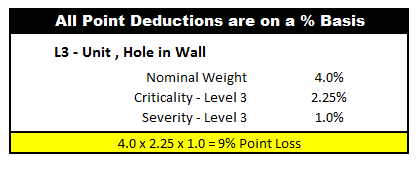 All Point Deductions are on a % Basis
L3 - Unit , Hole in Wall
Nominal Weight 4.0%
Criticality - Level 3 2.25%
Severity - Level 3 1.0%
4.0 x 2.25 x 1.0 = 9% Point Loss